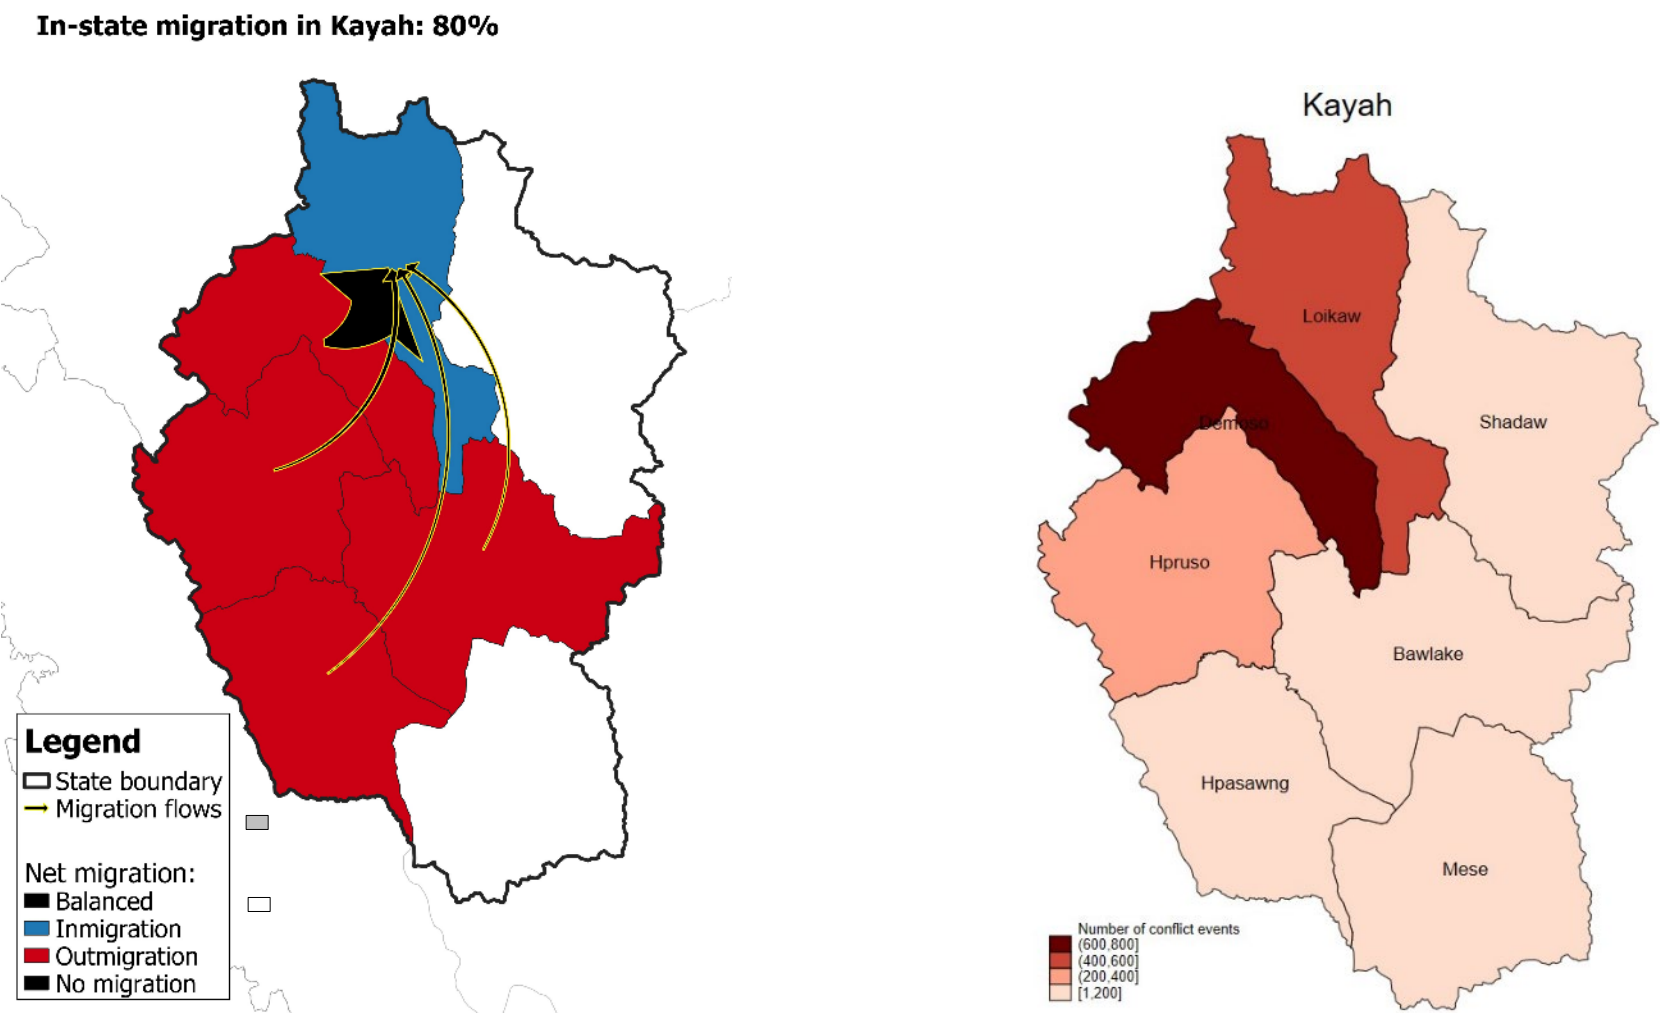 In-state migration in Kayah: 80%
Legend
State boundary
Migration flows
Net migration:
Balanced
Inmigration
Outmigration
No migration
Kayah
Loikaw
Demoso
Shadaw
Hpruso
Bawlake
Hpasawng
Mese
Number of conflict events
(600,800]
(400,600]
(200,400]
[1,200]